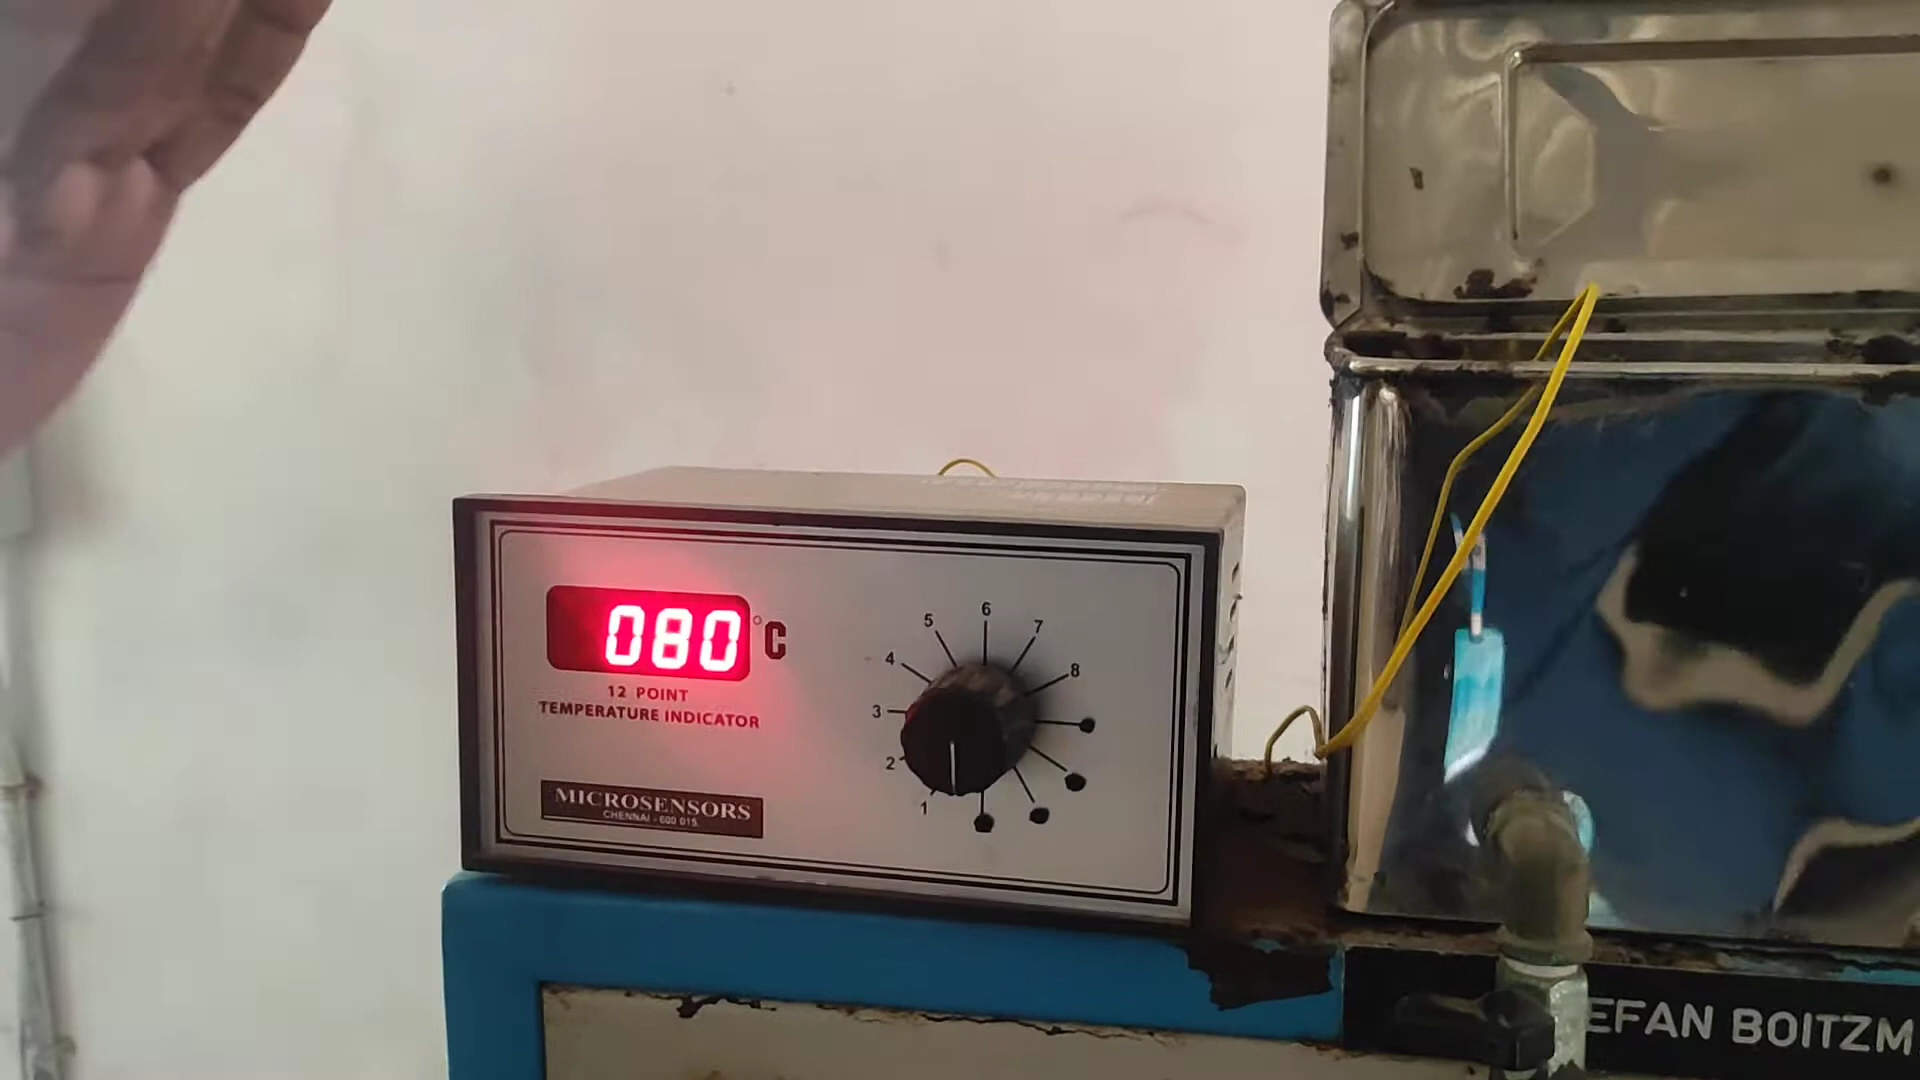 080 °C
12 POINT
TEMPERATURE INDICATOR
MICROSENSORS
CHENNAI - 600 015
1
2
3
4
5
6
7
8
EFAN BOITZM